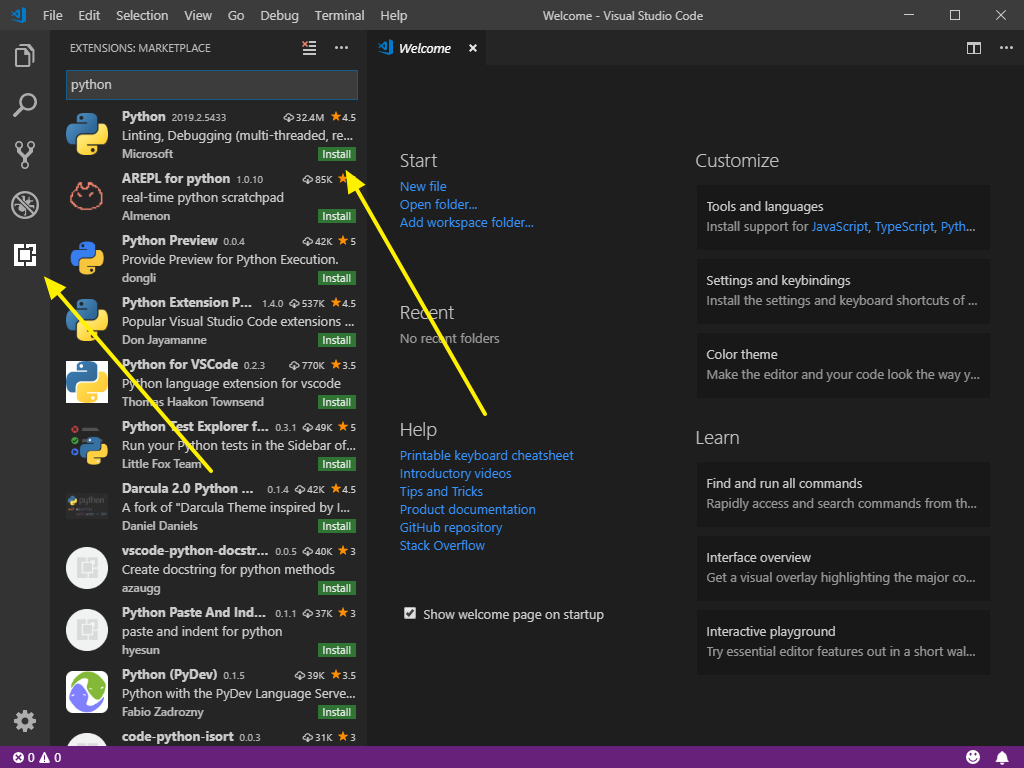 File Edit Selection View Go Debug Terminal Help Welcome - Visual Studio Code
EXTENSIONS: MARKETPLACE
python
Python 2019.2.5433 32.4M 4.5
Linting, Debugging (multi-threaded, re...
Microsoft Install
AREPL for python 1.0.10 85K
real-time python scratchpad
Almenon Install
Python Preview 0.0.4 42K 5
Provide Preview for Python Execution.
dongli Install
Python Extension P... 1.4.0 537K 4.5
Popular Visual Studio Code extensions ...
Don Jayamanne Install
Python for VSCode 0.2.3 770K 3.5
Python language extension for vscode
Thomas Haakon Townsend Install
Python Test Explorer f... 0.3.1 49K 5
Run your Python tests in the Sidebar of...
Little Fox Team Install
Darcula 2.0 Python ... 0.1.4 42K 4.5
A fork of "Darcula Theme inspired by I...
Daniel Daniels Install
vscode-python-docstr... 0.0.5 40K 3
Create docstring for python methods
azaugg Install
Python Paste And Ind... 0.1.1 37K 3
paste and indent for python
hyesun Install
Python (PyDev) 0.1.5 39K 3.5
Python with the PyDev Language Serve...
Fabio Zadrozny Install
code-python-isort 0.0.3 31K 3
Welcome
Start
New file
Open folder...
Add workspace folder...
Recent
No recent folders
Help
Printable keyboard cheatsheet
Introductory videos
Tips and Tricks
Product documentation
GitHub repository
Stack Overflow
Show welcome page on startup
Customize
Tools and languages
Install support for JavaScript, TypeScript, Pyth...
Settings and keybindings
Install the settings and keyboard shortcuts of ...
Color theme
Make the editor and your code look the way y...
Learn
Find and run all commands
Rapidly access and search commands from th...
Interface overview
Get a visual overlay highlighting the major co...
Interactive playground
Try essential editor features out in a short wal...
0 0